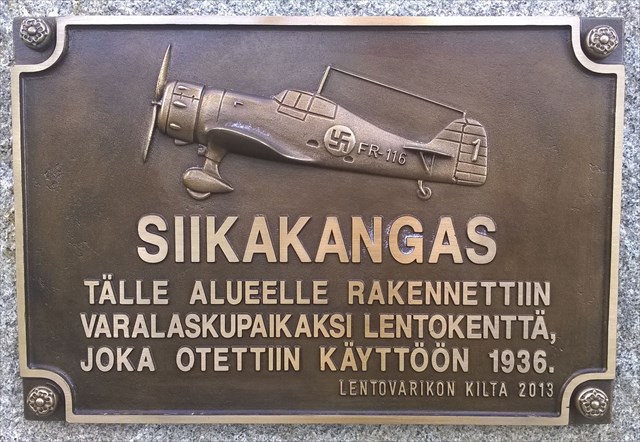 FR-116
1
SIIKAKANGAS
TÄLLE ALUEELLE RAKENNETTIIN
VARALASKUPAIKAKSI LENTOKENTTÄ,
JOKA OTETTIIN KÄYTTÖÖN 1936.
LENTOVARIKON KILTA 2013